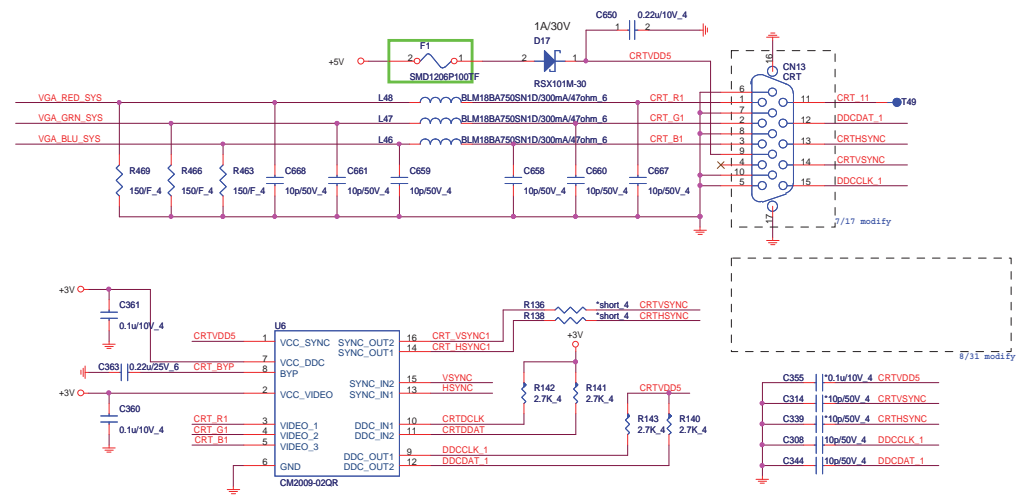 C650 0.22u/10V_4
1A/30V
1 2
F1 D17
+5V 2 1 2 1 CRTVDD5
SMD1206P100TF
RSX101M-30
16
CN13
CRT
VGA_RED_SYS L48 BLM18BA750SN1D/300mA/47ohm_6 CRT_R1
VGA_GRN_SYS L47 BLM18BA750SN1D/300mA/47ohm_6 CRT_G1
VGA_BLU_SYS L46 BLM18BA750SN1D/300mA/47ohm_6 CRT_B1
6
1 11 CRT_11 T49
7
2 12 DDCDAT_1
8
3 13 CRTHSYNC
9
4 14 CRTVSYNC
10
5 15 DDCCLK_1
17
R469 R466 R463 C668 C661 C659 C658 C660 C667
150/F_4 150/F_4 150/F_4 10p/50V_4 10p/50V_4 10p/50V_4 10p/50V_4 10p/50V_4 10p/50V_4
7/17 modify
+3V
C361
0.1u/10V_4
C363 0.22u/25V_6 CRT_BYP
+3V
C360
0.1u/10V_4
U6
CRTVDD5 1 VCC_SYNC SYNC_OUT2 16 CRT_VSYNC1
SYNC_OUT1 14 CRT_HSYNC1
7 VCC_DDC
8 BYP
SYNC_IN2 15 VSYNC
2 VCC_VIDEO SYNC_IN1 13 HSYNC
CRT_R1 3 VIDEO_1 DDC_IN1 10 CRTDCLK
CRT_G1 4 VIDEO_2 DDC_IN2 11 CRTDDAT
CRT_B1 5 VIDEO_3
DDC_OUT1 9 DDCCLK_1
6 GND DDC_OUT2 12 DDCDAT_1
CM2009-02QR
R136 *short_4 CRTVSYNC
R138 *short_4 CRTHSYNC
+3V
R142 R141
2.7K_4 2.7K_4
CRTVDD5
R143 R140
2.7K_4 2.7K_4
8/31 modify
C355 *0.1u/10V_4 CRTVDD5
C314 *10p/50V_4 CRTVSYNC
C339 *10p/50V_4 CRTHSYNC
C308 10p/50V_4 DDCCLK_1
C344 10p/50V_4 DDCDAT_1